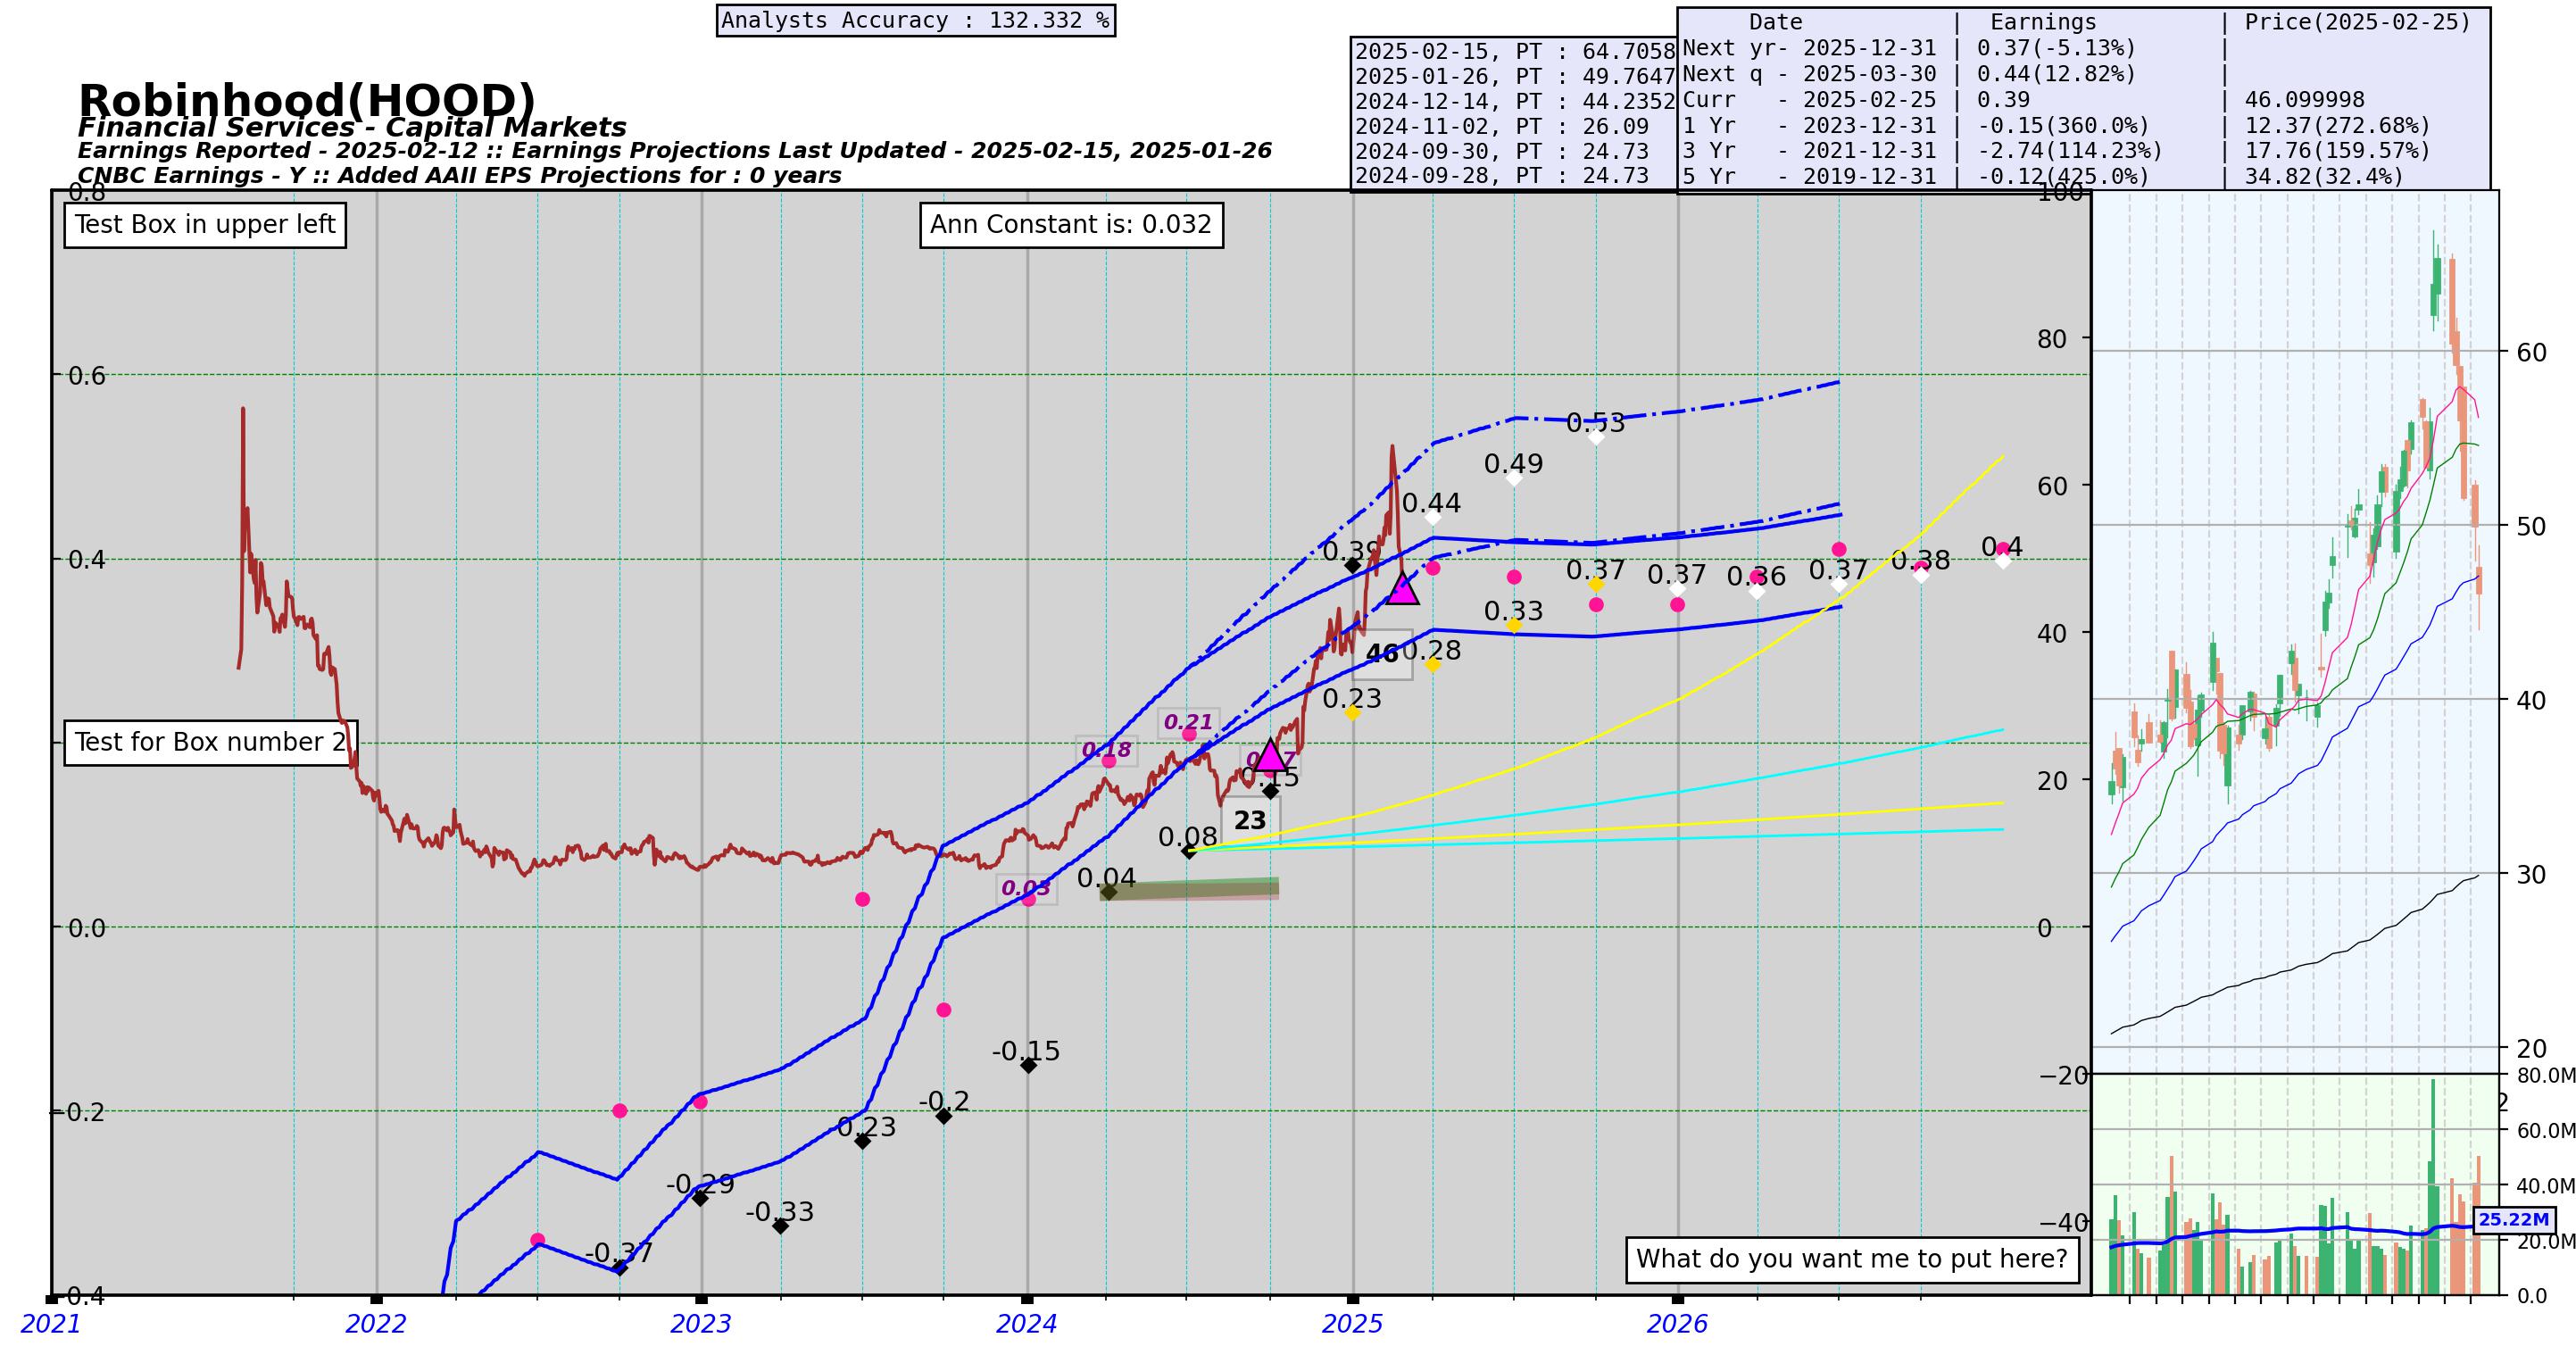 Analysts Accuracy : 132.332 %
Robinhood(HOOD)
Financial Services - Capital Markets
Earnings Reported - 2025-02-12 :: Earnings Projections Last Updated - 2025-02-15, 2025-01-26
CNBC Earnings - Y :: Added AAII EPS Projections for : 0 years
2025-02-15, PT : 64.7058
2025-01-26, PT : 49.7647
2024-12-14, PT : 44.2352
2024-11-02, PT : 26.09
2024-09-30, PT : 24.73
2024-09-28, PT : 24.73
Date | Earnings | Price(2025-02-25)
Next yr- 2025-12-31 | 0.37(-5.13%) |
Next q - 2025-03-30 | 0.44(12.82%) |
Curr - 2025-02-25 | 0.39 | 46.099998
1 Yr - 2023-12-31 | -0.15(360.0%) | 12.37(272.68%)
3 Yr - 2021-12-31 | -2.74(114.23%) | 17.76(159.57%)
5 Yr - 2019-12-31 | -0.12(425.0%) | 34.82(32.4%)
Test Box in upper left
Ann Constant is: 0.032
Test for Box number 2
What do you want me to put here?
0.8
0.6
0.4
0.0
−0.2
−0.4
-0.37
-0.29
-0.33
0.23
-0.2
-0.15
0.03
0.04
0.18
0.08
0.21
0.15
23
0.39
0.23
46
0.44
0.28
0.49
0.33
0.53
0.37
0.37
0.36
0.37
0.38
0.4
100
80
60
40
20
0
−20
−40
60
50
40
30
20
80.0M
60.0M
40.0M
25.22M
20.0M
0.0
2021
2022
2023
2024
2025
2026